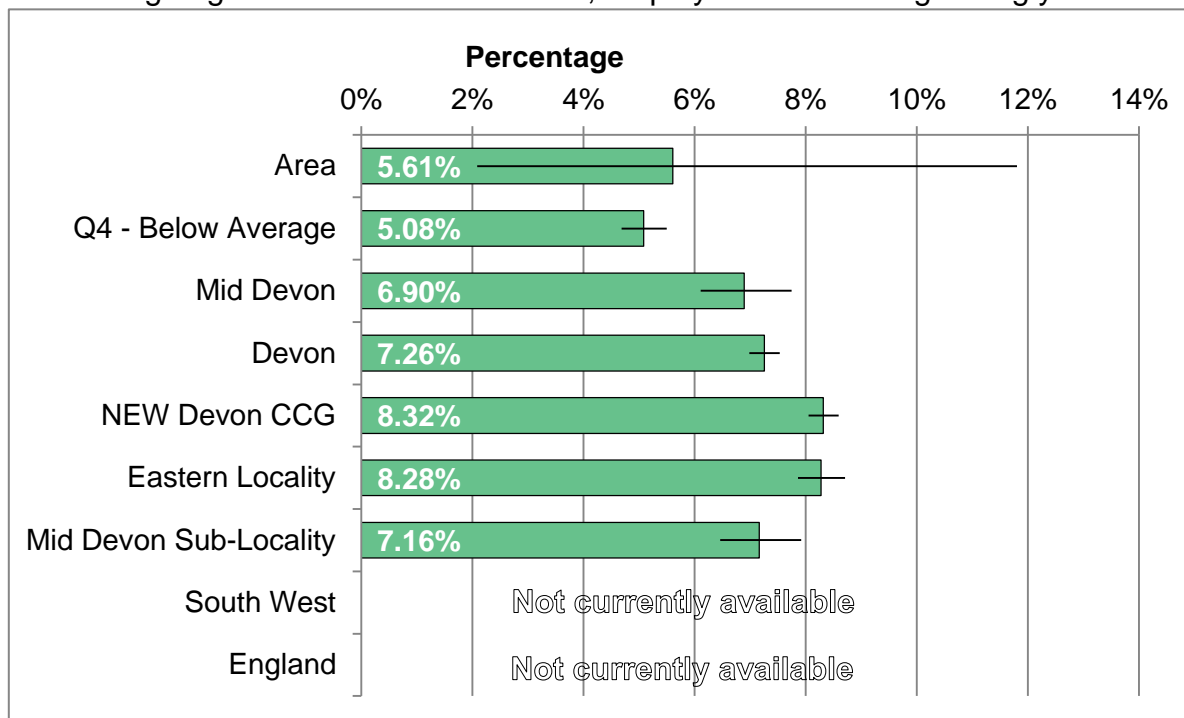 Percentage
0% 2% 4% 6% 8% 10% 12% 14%
Area 5.61%
Q4 - Below Average 5.08%
Mid Devon 6.90%
Devon 7.26%
NEW Devon CCG 8.32%
Eastern Locality 8.28%
Mid Devon Sub-Locality 7.16%
South West Not currently available
England Not currently available